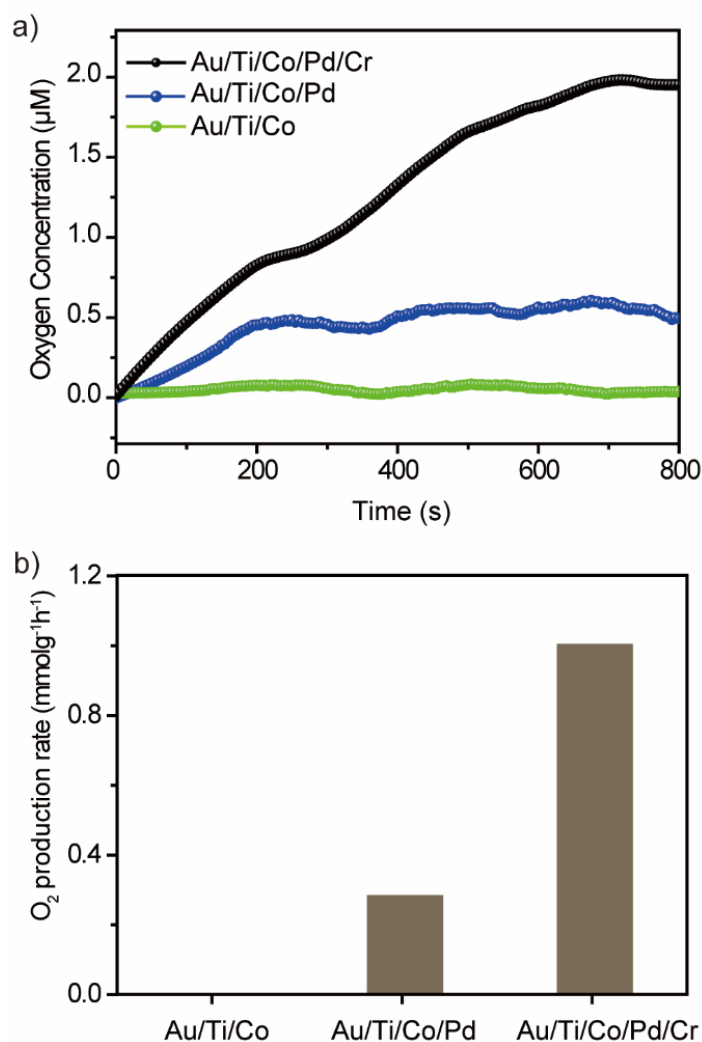 a)
Au/Ti/Co/Pd/Cr
Au/Ti/Co/Pd
Au/Ti/Co
Oxygen Concentration (µM)
2.0
1.5
1.0
0.5
0.0
0 200 400 600 800
Time (s)
b)
O₂ production rate (mmolg⁻¹h⁻¹)
1.2
0.8
0.4
0.0
Au/Ti/Co Au/Ti/Co/Pd Au/Ti/Co/Pd/Cr